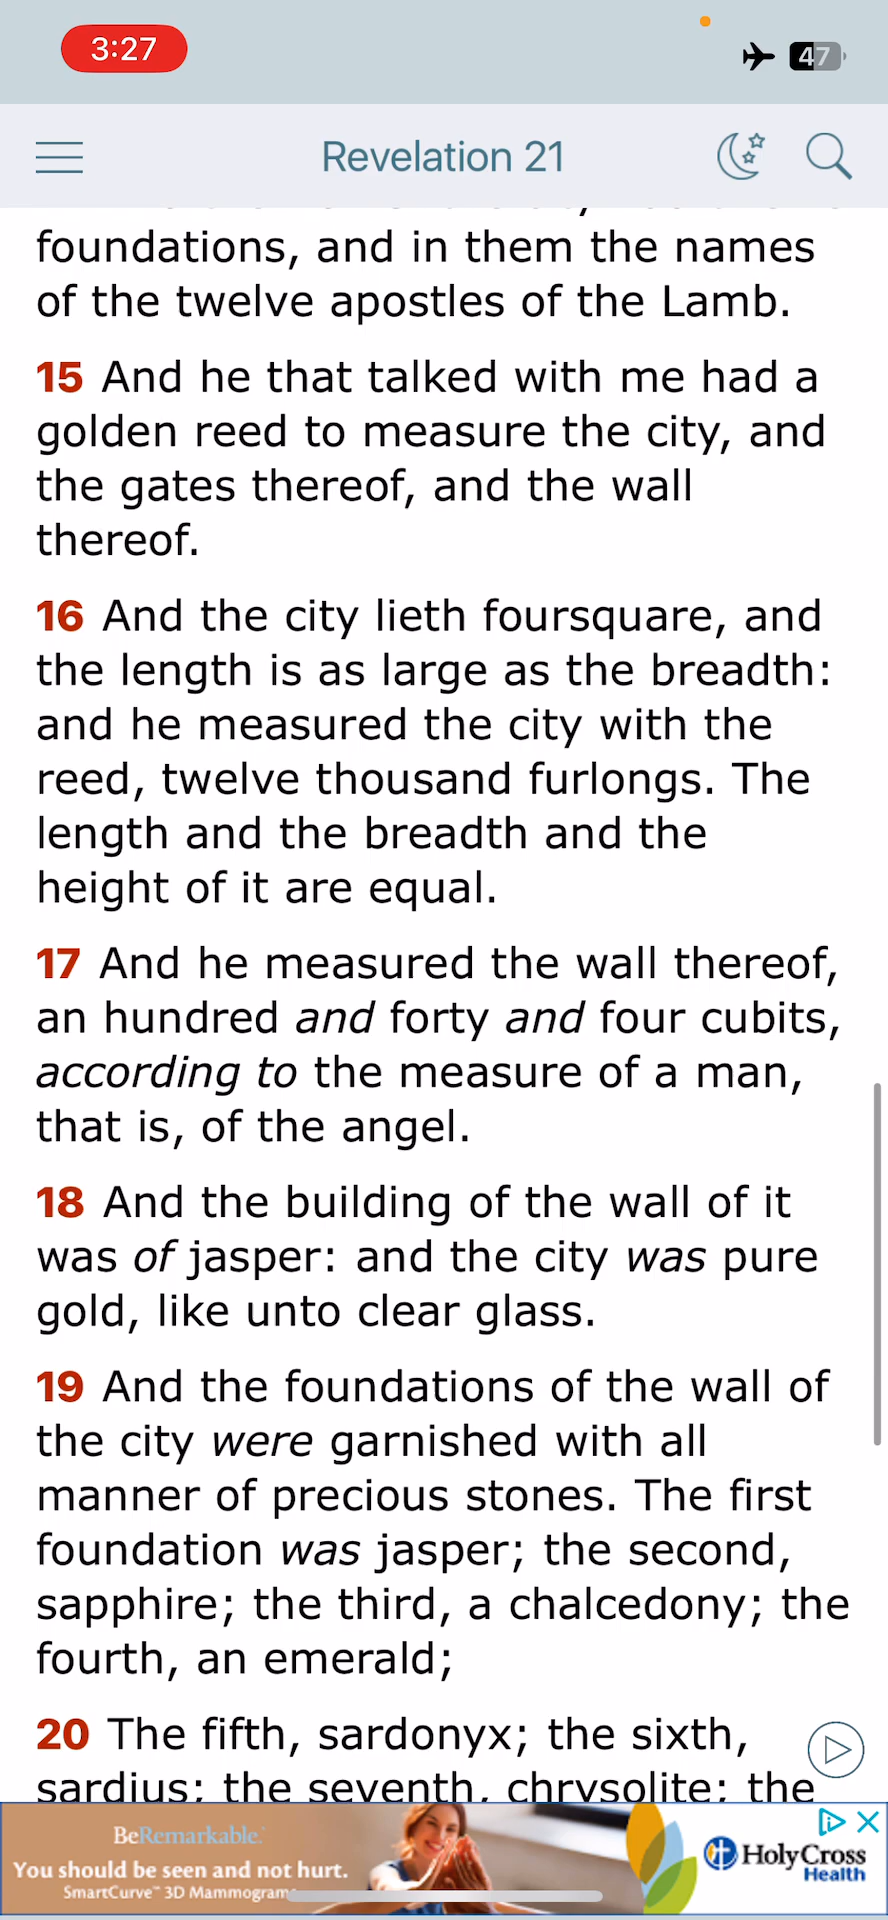 3:27
47
Revelation 21
foundations, and in them the names
of the twelve apostles of the Lamb.
15 And he that talked with me had a
golden reed to measure the city, and
the gates thereof, and the wall
thereof.
16 And the city lieth foursquare, and
the length is as large as the breadth:
and he measured the city with the
reed, twelve thousand furlongs. The
length and the breadth and the
height of it are equal.
17 And he measured the wall thereof,
an hundred and forty and four cubits,
according to the measure of a man,
that is, of the angel.
18 And the building of the wall of it
was of jasper: and the city was pure
gold, like unto clear glass.
19 And the foundations of the wall of
the city were garnished with all
manner of precious stones. The first
foundation was jasper; the second,
sapphire; the third, a chalcedony; the
fourth, an emerald;
20 The fifth, sardonyx; the sixth,
sardius; the seventh, chrysolite; the
BeRemarkable.
You should be seen and not hurt.
SmartCurve™ 3D Mammogram
HolyCross
Health